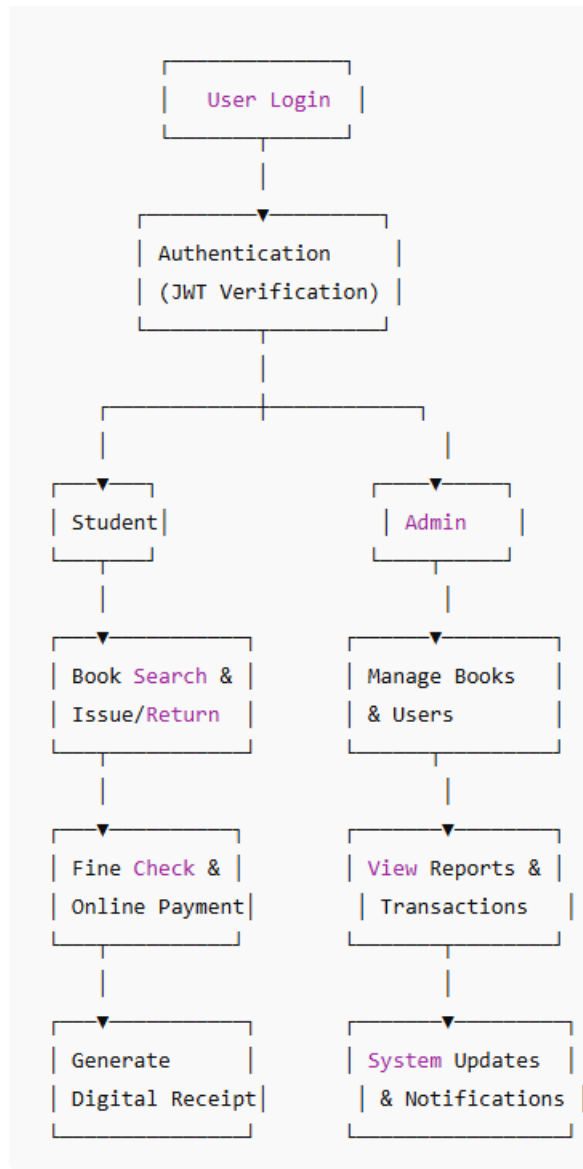 User Login
Authentication
(JWT Verification)
Student
Admin
Book Search &
Issue/Return
Manage Books
& Users
Fine Check &
Online Payment
View Reports &
Transactions
Generate
Digital Receipt
System Updates
& Notifications